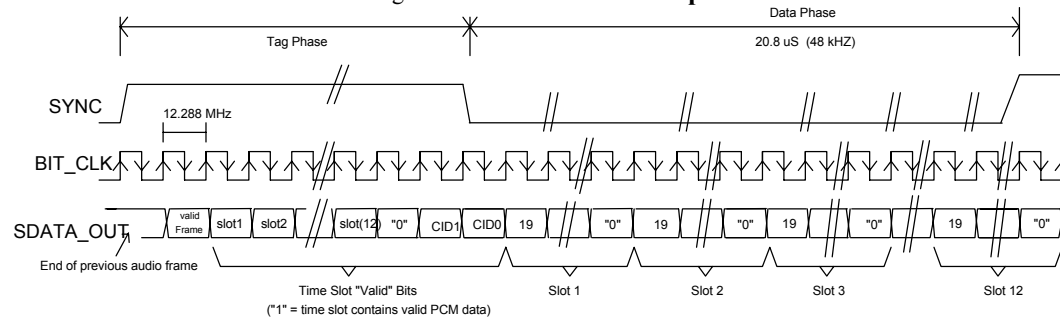 Data Phase
Tag Phase
20.8 uS (48 kHZ)
SYNC
12.288 MHz
BIT_CLK
SDATA_OUT
valid Frame
slot1
slot2
slot(12)
"0"
CID1
CID0
19
"0"
19
"0"
19
"0"
19
"0"
End of previous audio frame
Time Slot "Valid" Bits
("1" = time slot contains valid PCM data)
Slot 1
Slot 2
Slot 3
Slot 12